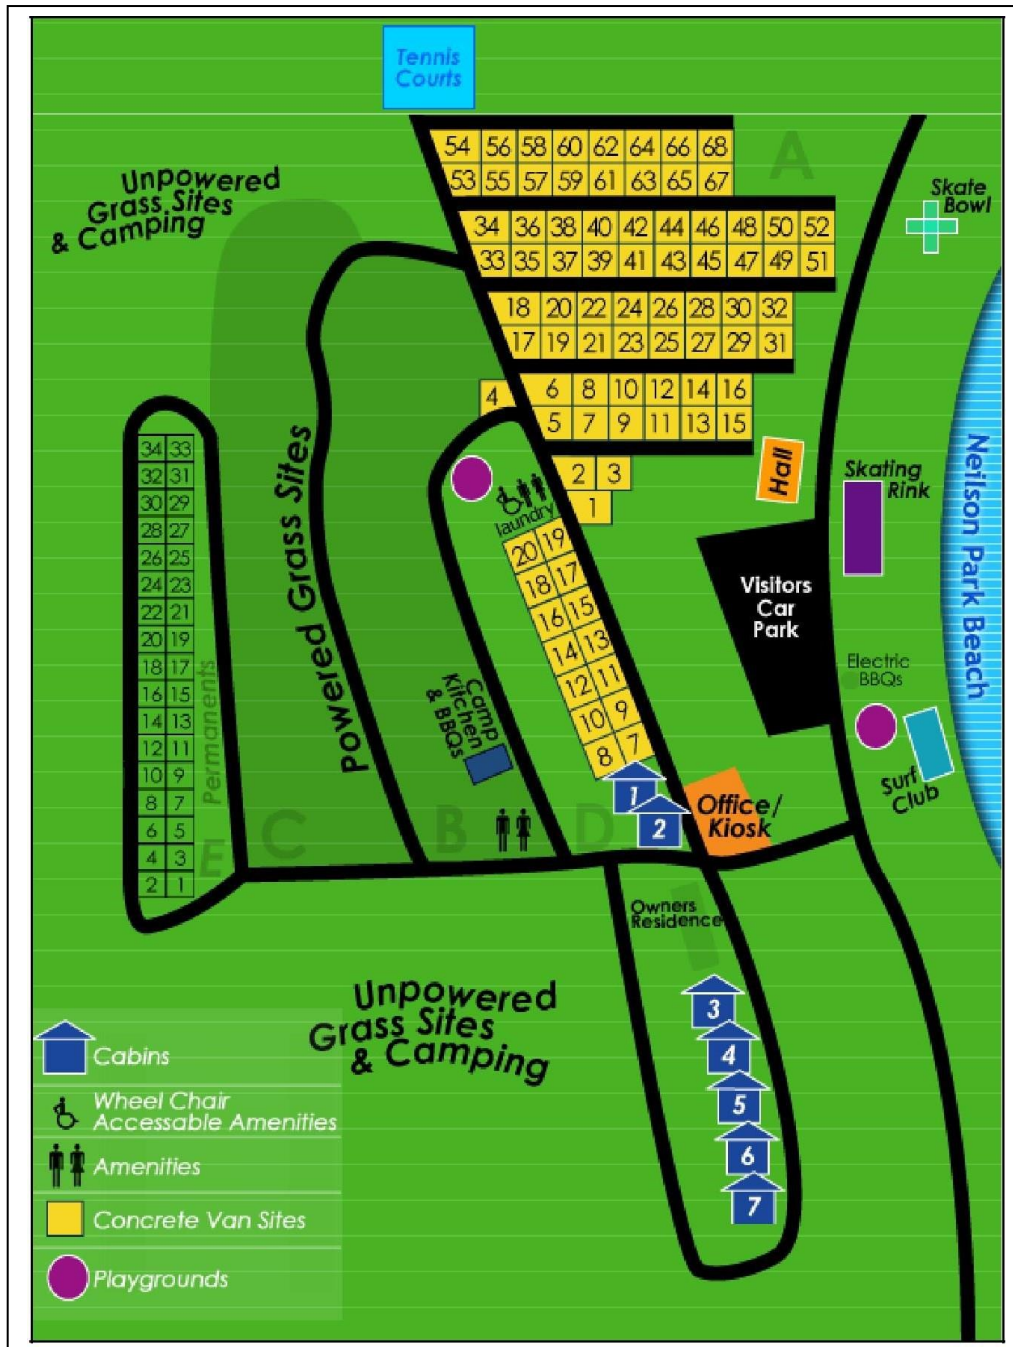 Tennis
Courts
54 56 58 60 62 64 66 68
53 55 57 59 61 63 65 67
A
Unpowered
Grass Sites
& Camping
Skate
Bowl
34 36 38 40 42 44 46 48 50 52
33 35 37 39 41 43 45 47 49 51
18 20 22 24 26 28 30 32
17 19 21 23 25 27 29 31
4
6 8 10 12 14 16
5 7 9 11 13 15
2 3
1
Hall
Skating
Rink
Neilson Park Beach
laundry
20 19
18 17
16 15
14 13
12 11
10 9
8 7
Visitors
Car
Park
Electric
BBQs
Surf
Club
Powered Grass Sites
Camp
Kitchen
& BBQs
34 33
32 31
30 29
28 27
26 25
24 23
22 21
20 19
18 17
16 15
14 13
12 11
10 9
8 7
6 5
4 3
2 1
Permanents
E
C
B
D
1
2
Office/
Kiosk
Owners
Residence
3
4
5
6
7
Unpowered
Grass Sites
& Camping
Cabins
Wheel Chair
Accessable Amenities
Amenities
Concrete Van Sites
Playgrounds